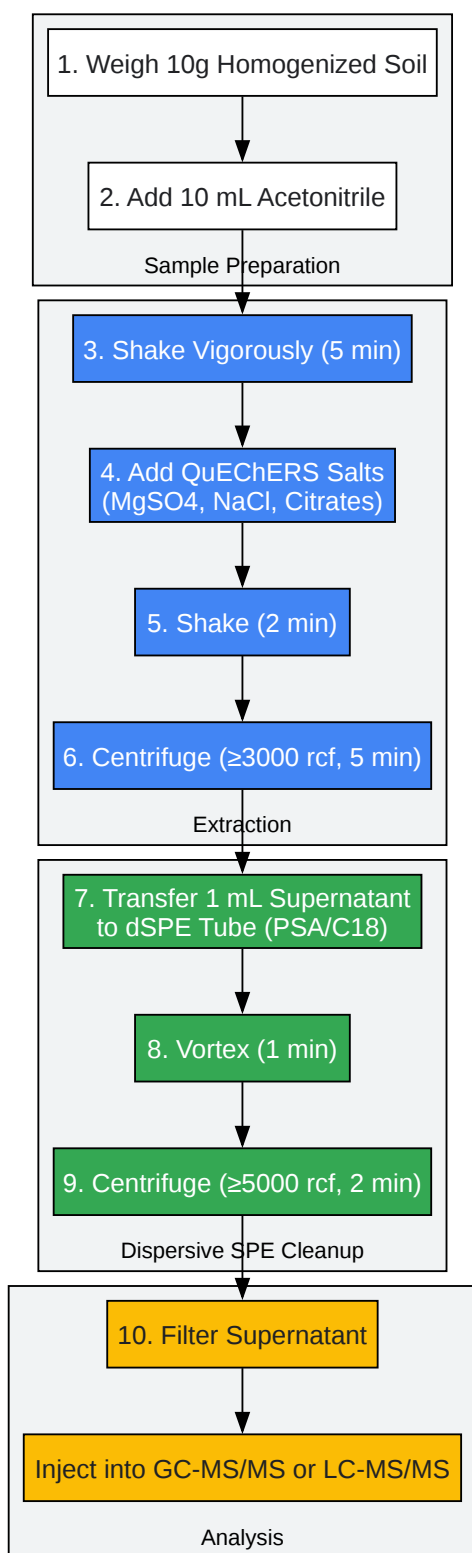 1. Weigh 10g Homogenized Soil
2. Add 10 mL Acetonitrile
Sample Preparation
3. Shake Vigorously (5 min)
4. Add QuEChERS Salts
(MgSO4, NaCl, Citrates)
5. Shake (2 min)
6. Centrifuge (≥3000 rcf, 5 min)
Extraction
7. Transfer 1 mL Supernatant
to dSPE Tube (PSA/C18)
8. Vortex (1 min)
9. Centrifuge (≥5000 rcf, 2 min)
Dispersive SPE Cleanup
10. Filter Supernatant
Inject into GC-MS/MS or LC-MS/MS
Analysis